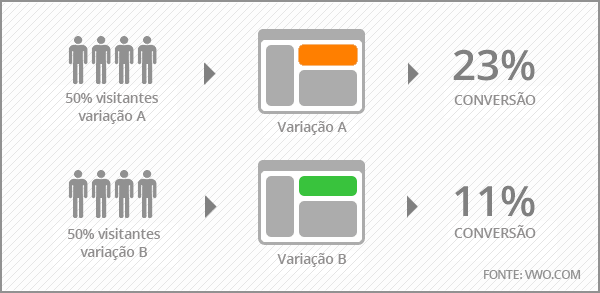 50% visitantes
variação A
Variação A
23%
CONVERSÃO
50% visitantes
variação B
Variação B
11%
CONVERSÃO
FONTE: VWO.COM